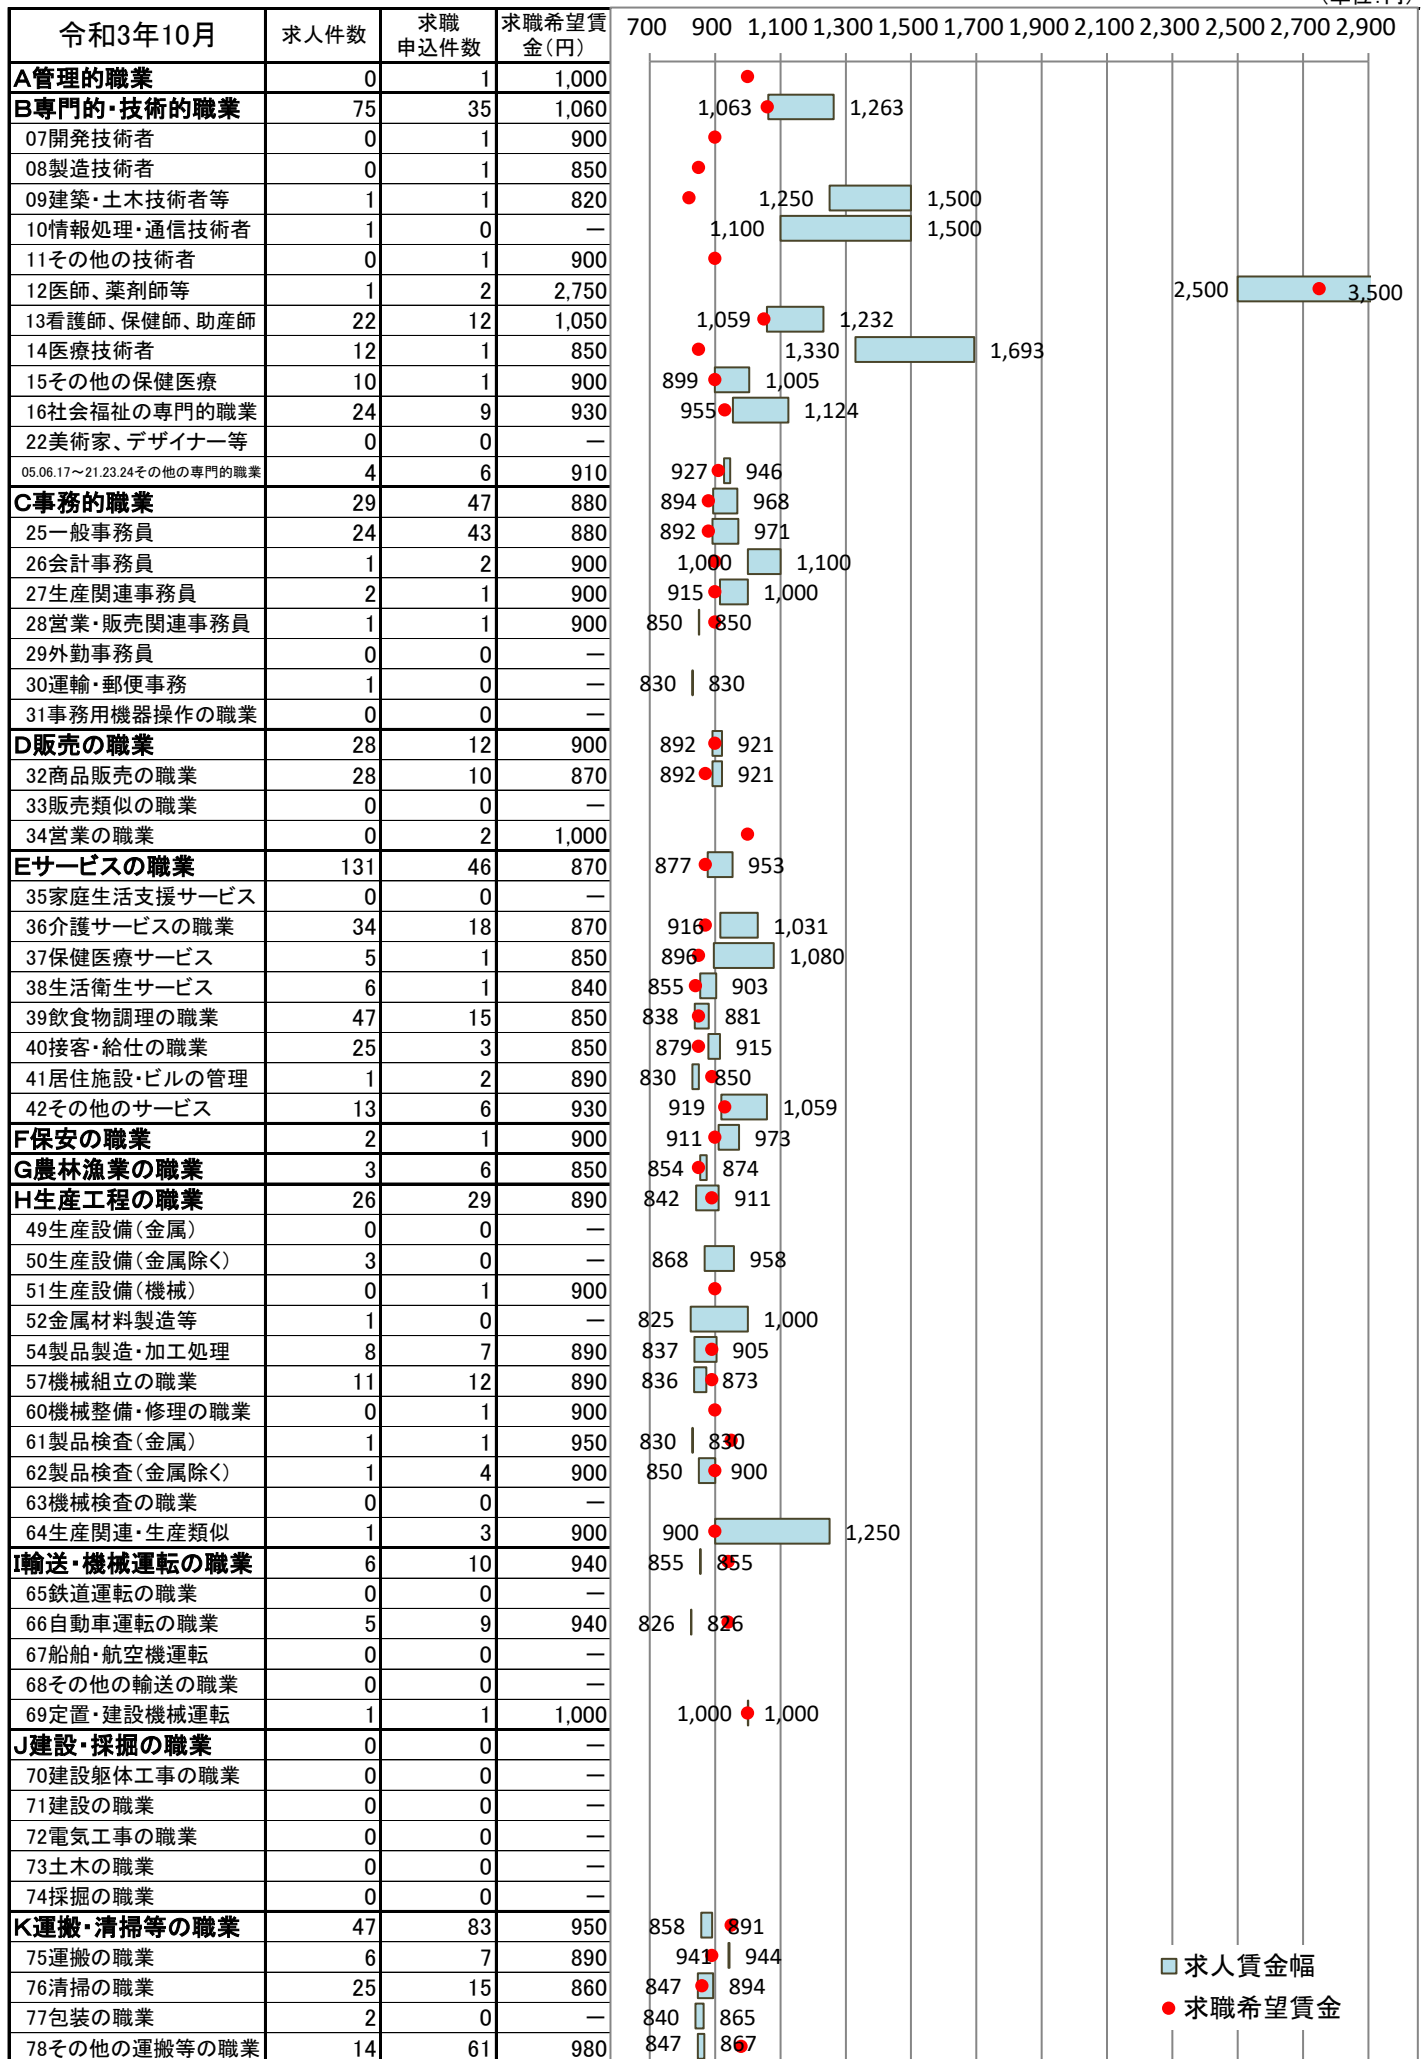 (単位:円)
令和3年10月 求人件数 求職申込件数 求職希望賃金(円) 700 900 1,100 1,300 1,500 1,700 1,900 2,100 2,300 2,500 2,700 2,900
A管理的職業 0 1 1,000
B専門的・技術的職業 75 35 1,060 1,063 1,263
07開発技術者 0 1 900
08製造技術者 0 1 850
09建築・土木技術者等 1 1 820 1,250 1,500
10情報処理・通信技術者 1 0 — 1,100 1,500
11その他の技術者 0 1 900
12医師、薬剤師等 1 2 2,750 2,500 3,500
13看護師、保健師、助産師 22 12 1,050 1,059 1,232
14医療技術者 12 1 850 1,330 1,693
15その他の保健医療 10 1 900 899 1,005
16社会福祉の専門的職業 24 9 930 955 1,124
22美術家、デザイナー等 0 0 —
05.06.17～21.23.24その他の専門的職業 4 6 910 927 946
C事務的職業 29 47 880 894 968
25一般事務員 24 43 880 892 971
26会計事務員 1 2 900 1,000 1,100
27生産関連事務員 2 1 900 915 1,000
28営業・販売関連事務員 1 1 900 850 850
29外勤事務員 0 0 —
30運輸・郵便事務 1 0 — 830 830
31事務用機器操作の職業 0 0 —
D販売の職業 28 12 900 892 921
32商品販売の職業 28 10 870 892 921
33販売類似の職業 0 0 —
34営業の職業 0 2 1,000
Eサービスの職業 131 46 870 877 953
35家庭生活支援サービス 0 0 —
36介護サービスの職業 34 18 870 916 1,031
37保健医療サービス 5 1 850 896 1,080
38生活衛生サービス 6 1 840 855 903
39飲食物調理の職業 47 15 850 838 881
40接客・給仕の職業 25 3 850 879 915
41居住施設・ビルの管理 1 2 890 830 850
42その他のサービス 13 6 930 919 1,059
F保安の職業 2 1 900 911 973
G農林漁業の職業 3 6 850 854 874
H生産工程の職業 26 29 890 842 911
49生産設備(金属) 0 0 —
50生産設備(金属除く) 3 0 — 868 958
51生産設備(機械) 0 1 900
52金属材料製造等 1 0 — 825 1,000
54製品製造・加工処理 8 7 890 837 905
57機械組立の職業 11 12 890 836 873
60機械整備・修理の職業 0 1 900
61製品検査(金属) 1 1 950 830 830
62製品検査(金属除く) 1 4 900 850 900
63機械検査の職業 0 0 —
64生産関連・生産類似 1 3 900 900 1,250
I輸送・機械運転の職業 6 10 940 855 855
65鉄道運転の職業 0 0 —
66自動車運転の職業 5 9 940 826 826
67船舶・航空機運転 0 0 —
68その他の輸送の職業 0 0 —
69定置・建設機械運転 1 1 1,000 1,000 1,000
J建設・採掘の職業 0 0 —
70建設躯体工事の職業 0 0 —
71建設の職業 0 0 —
72電気工事の職業 0 0 —
73土木の職業 0 0 —
74採掘の職業 0 0 —
K運搬・清掃等の職業 47 83 950 858 891
75運搬の職業 6 7 890 941 944
76清掃の職業 25 15 860 847 894
77包装の職業 2 0 — 840 865
78その他の運搬等の職業 14 61 980 847 867
求人賃金幅
求職希望賃金